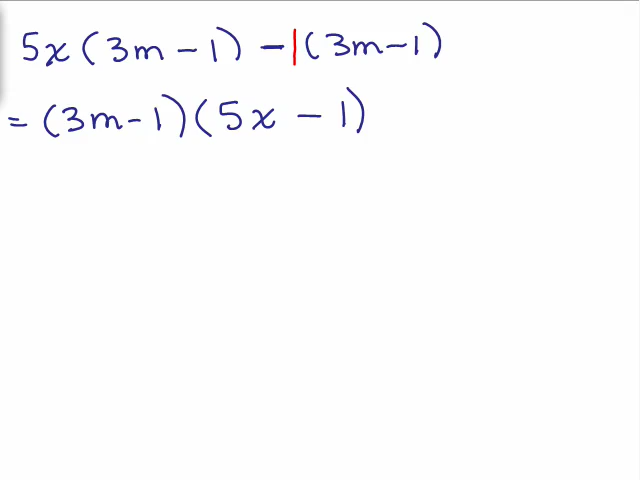 5x(3m-1) -1(3m-1)
= (3m-1)(5x - 1)